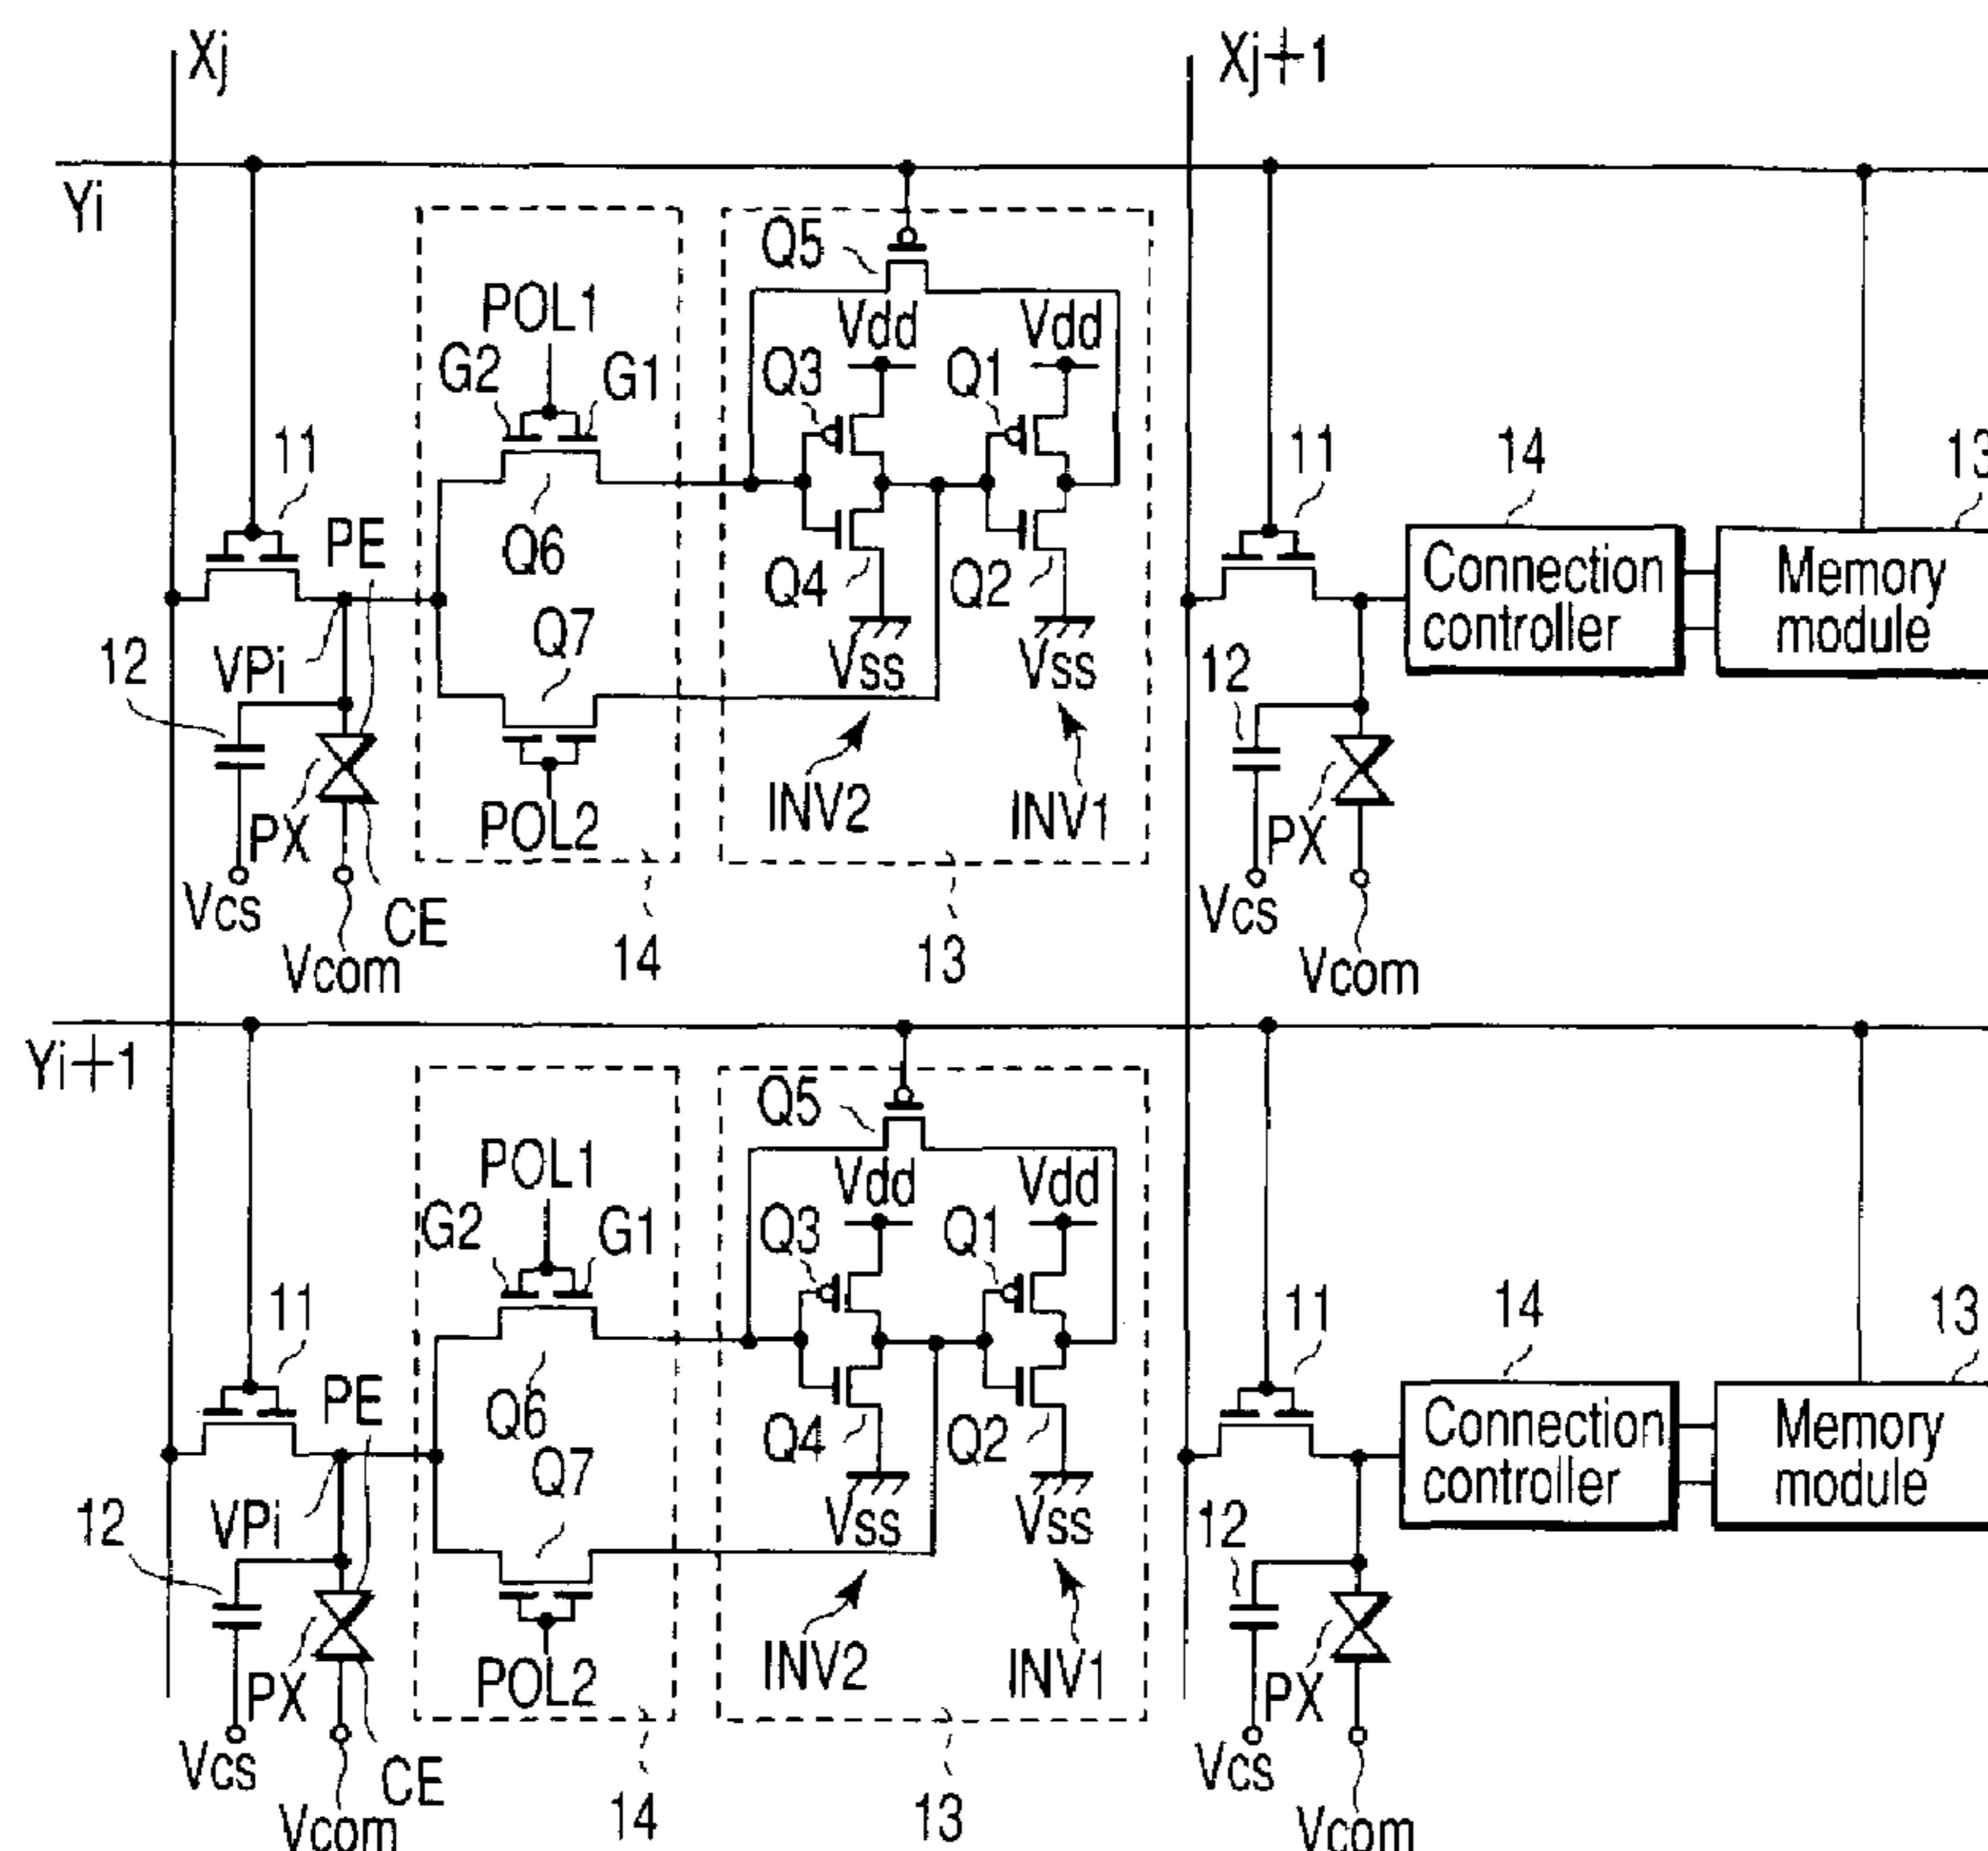 Xj
Xj+1
Yi
Q5
POL1
Vdd
Vdd
G2
G1
Q3
Q1
11
11
14
13
PE
Q6
Q4
Q2
Connection
controller
Memory
module
Q7
12
VPi
Vss
Vss
12
PX
POL2
INV2
INV1
PX
Vcs
CE
Vcs
Vcom
14
13
Vcom
Yi+1
Q5
POL1
Vdd
Vdd
G2
G1
Q3
Q1
11
11
14
13
PE
Q6
Q4
Q2
Connection
controller
Memory
module
Q7
12
VPi
Vss
Vss
12
PX
POL2
INV2
INV1
PX
Vcs
CE
Vcs
Vcom
14
13
Vcom